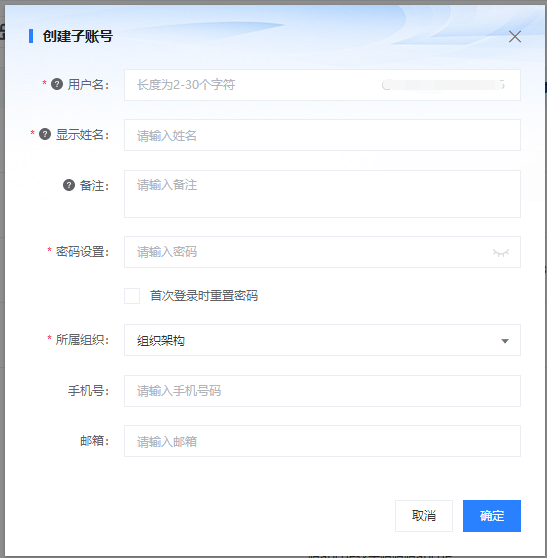 创建子账号
* ? 用户名： 长度为2-30个字符
* ? 显示姓名： 请输入姓名
? 备注： 请输入备注
* 密码设置： 请输入密码
首次登录时重置密码
* 所属组织： 组织架构
手机号： 请输入手机号码
邮箱： 请输入邮箱
取消 确定